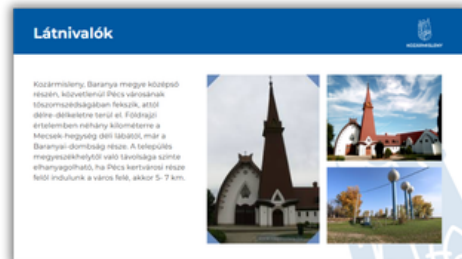 Látnivalók
KOZÁRMISLENY
Kozármisleny, Baranya megye középső
részén, közvetlenül Pécs városának
tőszomszédságában fekszik, attól
délre-délkeletre terül el. Földrajzi
értelemben néhány kilométerre a
Mecsek-hegység déli lábától, már a
Baranyai-dombság része. A település
megyeszékhelytől való távolsága szinte
elhanyagolható, ha Pécs kertvárosi része
felől indulunk a város felé, akkor 5- 7 km.